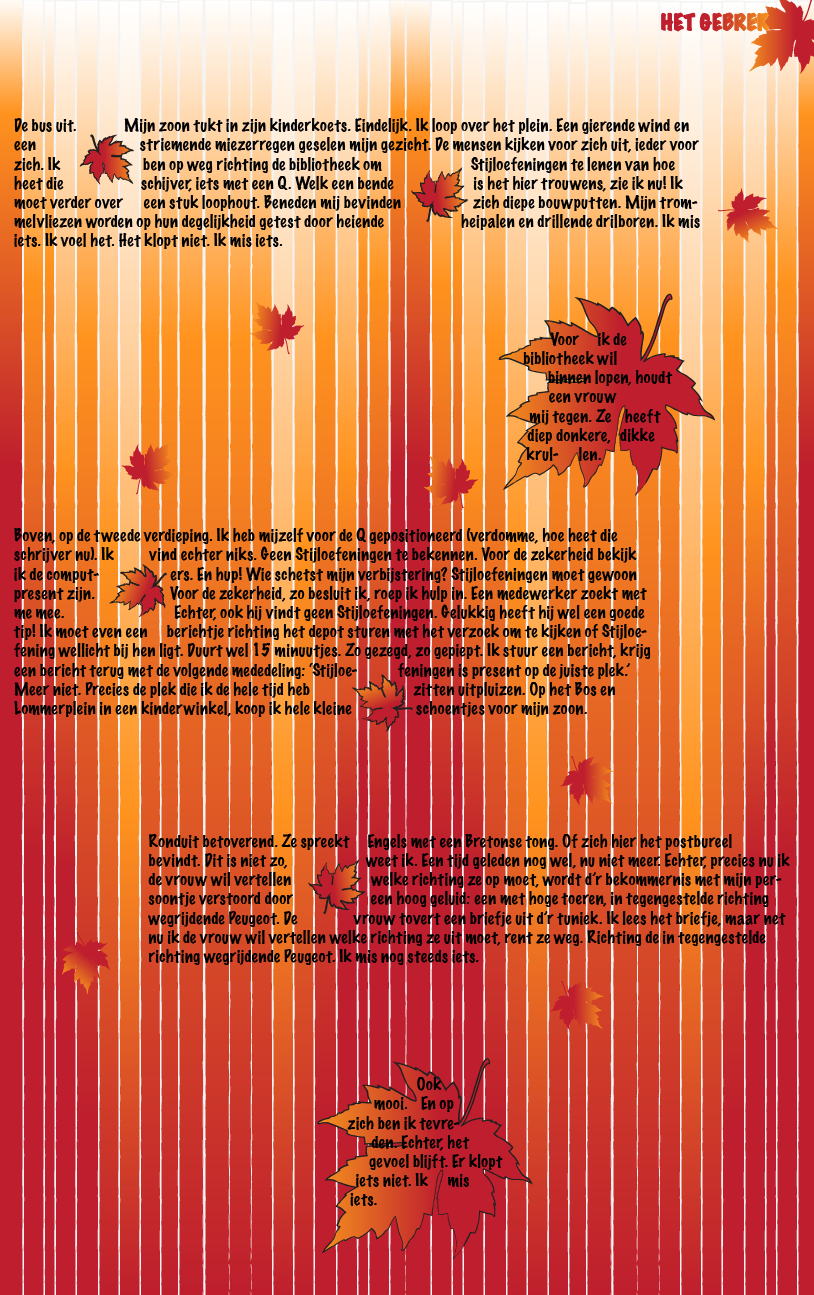 HET GEBREK
De bus uit. Mijn zoon tukt in zijn kinderkoets. Eindelijk. Ik loop over het plein. Een gierende wind en
een striemende miezerregen geselen mijn gezicht. De mensen kijken voor zich uit, ieder voor
zich. Ik ben op weg richting de bibliotheek om Stijloefeningen te lenen van hoe
heet die schijver, iets met een Q. Welk een bende is het hier trouwens, zie ik nu! Ik
moet verder over een stuk loophout. Beneden mij bevinden zich diepe bouwputten. Mijn trom-
melvliezen worden op hun degelijkheid getest door heiende heipalen en drillende drilboren. Ik mis
iets. Ik voel het. Het klopt niet. Ik mis iets.
Voor ik de
bibliotheek wil
binnen lopen, houdt
een vrouw
mij tegen. Ze heeft
diep donkere, dikke
krul- len.
Boven, op de tweede verdieping. Ik heb mijzelf voor de Q gepositioneerd (verdomme, hoe heet die
schrijver nu). Ik vind echter niks. Geen Stijloefeningen te bekennen. Voor de zekerheid bekijk
ik de comput- ers. En hup! Wie schetst mijn verbijstering? Stijloefeningen moet gewoon
present zijn. Voor de zekerheid, zo besluit ik, roep ik hulp in. Een medewerker zoekt met
me mee. Echter, ook hij vindt geen Stijloefeningen. Gelukkig heeft hij wel een goede
tip! Ik moet even een berichtje richting het depot sturen met het verzoek om te kijken of Stijloe-
fening wellicht bij hen ligt. Duurt wel 15 minuutjes. Zo gezegd, zo gepiept. Ik stuur een bericht, krijg
een bericht terug met de volgende mededeling: ‘Stijloe- feningen is present op de juiste plek.’
Meer niet. Precies de plek die ik de hele tijd heb zitten uitpluizen. Op het Bos en
Lommerplein in een kinderwinkel, koop ik hele kleine schoentjes voor mijn zoon.
Ronduit betoverend. Ze spreekt Engels met een Bretonse tong. Of zich hier het postbureel
bevindt. Dit is niet zo, weet ik. Een tijd geleden nog wel, nu niet meer. Echter, precies nu ik
de vrouw wil vertellen welke richting ze op moet, wordt d’r bekommernis met mijn per-
soontje verstoord door een hoog geluid: een met hoge toeren, in tegengestelde richting
wegrijdende Peugeot. De vrouw tovert een briefje uit d’r tuniek. Ik lees het briefje, maar net
nu ik de vrouw wil vertellen welke richting ze uit moet, rent ze weg. Richting de in tegengestelde
richting wegrijdende Peugeot. Ik mis nog steeds iets.
Ook
mooi. En op
zich ben ik tevre-
den. Echter, het
gevoel blijft. Er klopt
iets niet. Ik mis
iets.